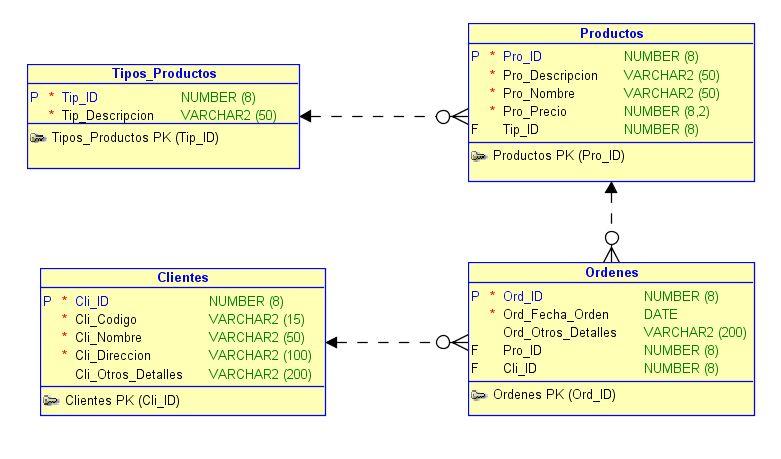 Tipos_Productos
P * Tip_ID NUMBER (8)
* Tip_Descripcion VARCHAR2 (50)
Tipos_Productos PK (Tip_ID)
Productos
P * Pro_ID NUMBER (8)
* Pro_Descripcion VARCHAR2 (50)
* Pro_Nombre VARCHAR2 (50)
* Pro_Precio NUMBER (8,2)
F Tip_ID NUMBER (8)
Productos PK (Pro_ID)
Clientes
P * Cli_ID NUMBER (8)
* Cli_Codigo VARCHAR2 (15)
* Cli_Nombre VARCHAR2 (50)
* Cli_Direccion VARCHAR2 (100)
Cli_Otros_Detalles VARCHAR2 (200)
Clientes PK (Cli_ID)
Ordenes
P * Ord_ID NUMBER (8)
* Ord_Fecha_Orden DATE
Ord_Otros_Detalles VARCHAR2 (200)
F Pro_ID NUMBER (8)
F Cli_ID NUMBER (8)
Ordenes PK (Ord_ID)